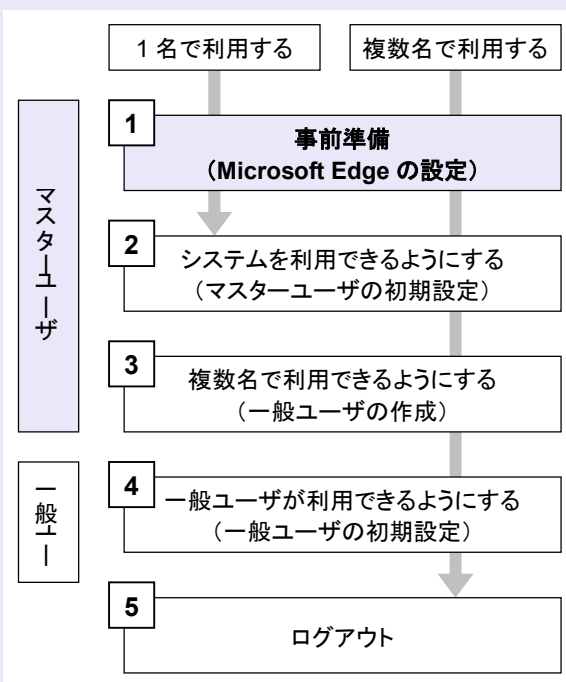 1 名で利用する
複数名で利用する
マスターユーザ
1
事前準備
（Microsoft Edge の設定）
2
システムを利用できるようにする
（マスターユーザの初期設定）
3
複数名で利用できるようにする
（一般ユーザの作成）
一般ユー
4
一般ユーザが利用できるようにする
（一般ユーザの初期設定）
5
ログアウト